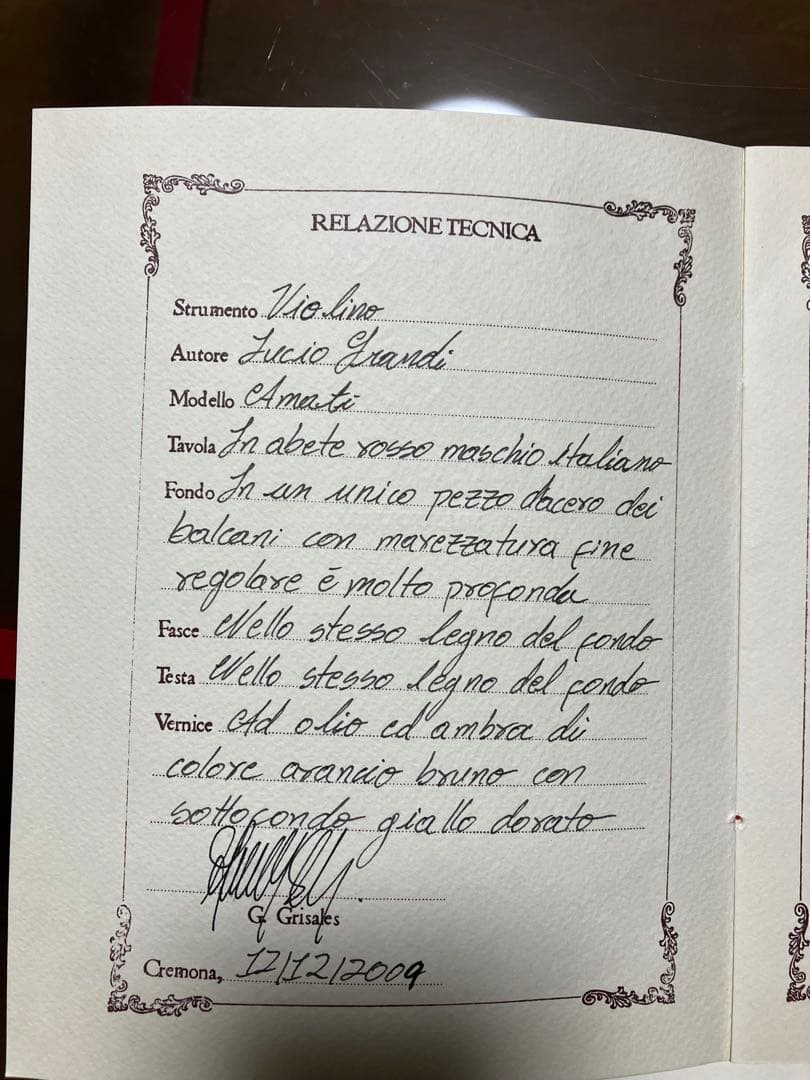 RELAZIONE TECNICA
Strumento Violino
Autore Lucio Grandi
Modello Amati
Tavola In abete rosso maschio italiano
Fondo In un unico pezzo d'acero dei
balcani con marezzatura fine
regolare é molto profonda
Fasce Nello stesso legno del fondo
Testa Nello stesso legno del fondo
Vernice Ad olio ed ambra di
colore arancio bruno con
sottofondo giallo dorato
G. Grisales
Cremona, 12/12/2009